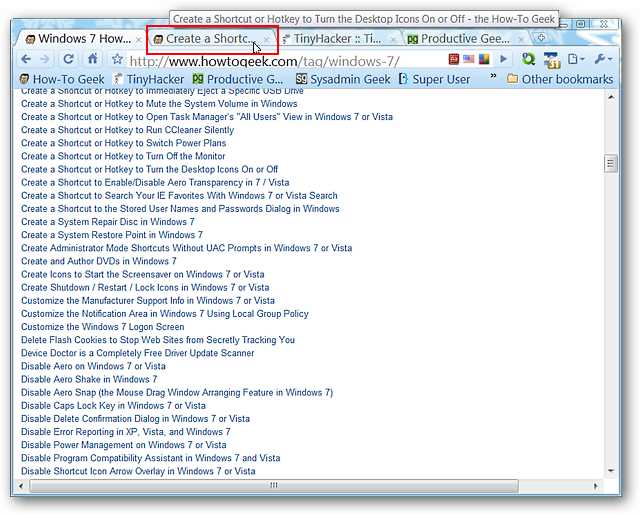 Create a Shortcut or Hotkey to Turn the Desktop Icons On or Off - the How-To Geek
Windows 7 How... Create a Shortc... TinyHacker :: Ti... Productive Gee...
http://www.howtogeek.com/tag/windows-7/
How-To Geek TinyHacker Productive G... Sysadmin Geek Super User » Other bookmarks
Create a Shortcut or Hotkey to Immediately Eject a Specific USB Drive
Create a Shortcut or Hotkey to Mute the System Volume in Windows
Create a Shortcut or Hotkey to Open Task Manager's "All Users" View in Windows 7 or Vista
Create a Shortcut or Hotkey to Run CCleaner Silently
Create a Shortcut or Hotkey to Switch Power Plans
Create a Shortcut or Hotkey to Turn Off the Monitor
Create a Shortcut or Hotkey to Turn the Desktop Icons On or Off
Create a Shortcut to Enable/Disable Aero Transparency in 7 / Vista
Create a Shortcut to Search Your IE Favorites With Windows 7 or Vista Search
Create a Shortcut to the Stored User Names and Passwords Dialog in Windows
Create a System Repair Disc in Windows 7
Create a System Restore Point in Windows 7
Create Administrator Mode Shortcuts Without UAC Prompts in Windows 7 or Vista
Create and Author DVDs in Windows 7
Create Icons to Start the Screensaver on Windows 7 or Vista
Create Shutdown / Restart / Lock Icons in Windows 7 or Vista
Customize the Manufacturer Support Info in Windows 7 or Vista
Customize the Notification Area in Windows 7 Using Local Group Policy
Customize the Windows 7 Logon Screen
Delete Flash Cookies to Stop Web Sites from Secretly Tracking You
Device Doctor is a Completely Free Driver Update Scanner
Disable Aero on Windows 7 or Vista
Disable Aero Shake in Windows 7
Disable Aero Snap (the Mouse Drag Window Arranging Feature in Windows 7)
Disable Caps Lock Key in Windows 7 or Vista
Disable Delete Confirmation Dialog in Windows 7 or Vista
Disable Error Reporting in XP, Vista, and Windows 7
Disable Power Management on Windows 7 or Vista
Disable Program Compatibility Assistant in Windows 7 and Vista
Disable Shortcut Icon Arrow Overlay in Windows 7 or Vista